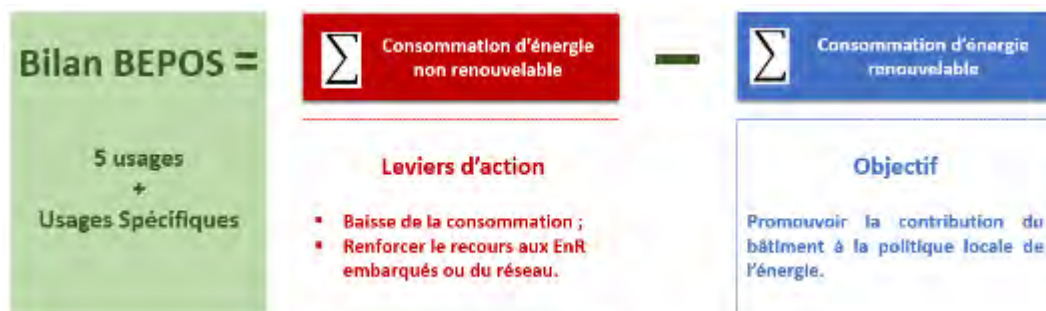 Bilan BEPOS =
5 usages
+
Usages Spécifiques
∑
Consommation d'énergie
non renouvelable
Leviers d'action
▪ Baisse de la consommation ;
▪ Renforcer le recours aux EnR
embarqués ou du réseau.
−
∑
Consommation d'énergie
renouvelable
Objectif
Promouvoir la contribution du
bâtiment à la politique locale de
l'énergie.